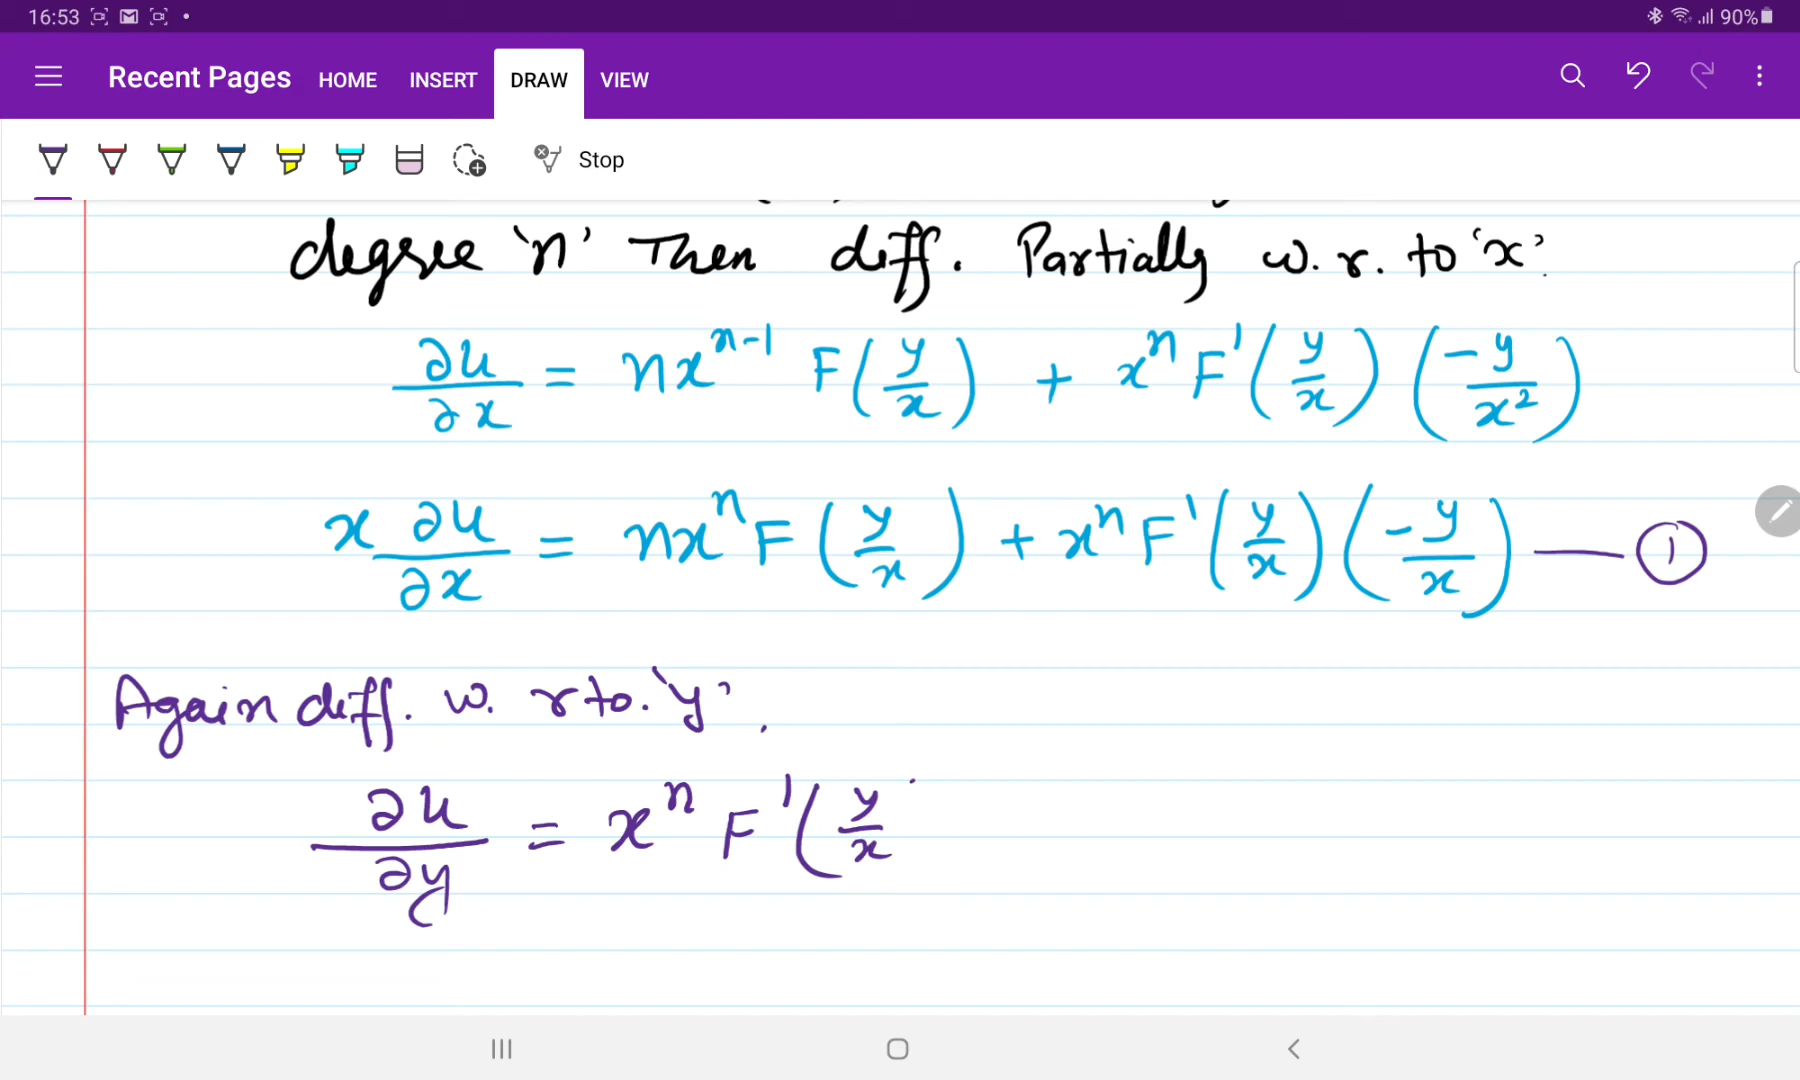 16:53 90%
Recent Pages HOME INSERT DRAW VIEW
Stop
degree 'n' Then diff. Partially w. r. to 'x'.
∂u/∂x = nx^(n-1) F(y/x) + x^n F'(y/x) (-y/x^2)
x ∂u/∂x = nx^n F(y/x) + x^n F'(y/x) (-y/x) — ①
Again diff. w. r to. 'y'.
∂u/∂y = x^n F'(y/x